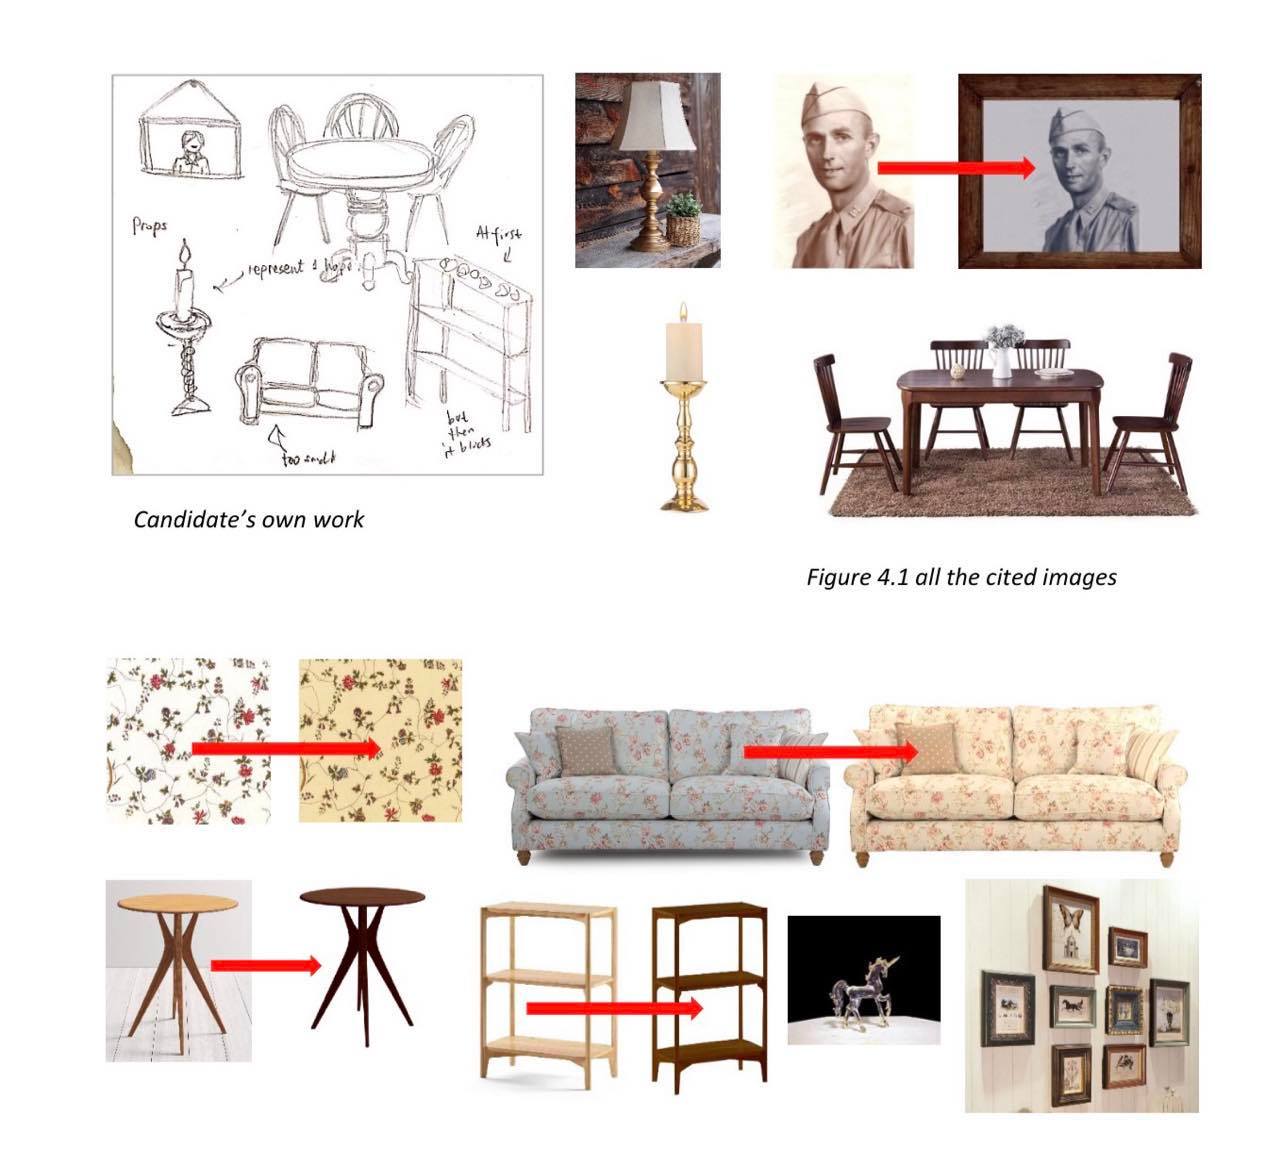 Props
represent s hope
At first
too small
but
then
it blocks
Candidate's own work
Figure 4.1 all the cited images